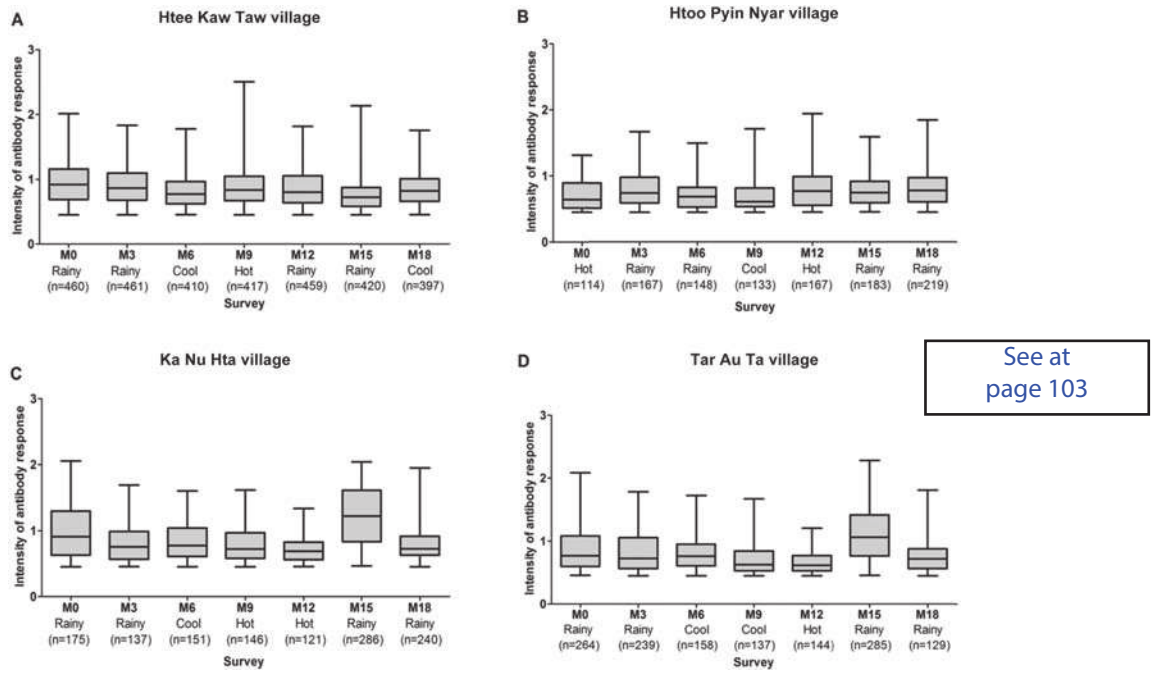 A
Htee Kaw Taw village
Intensity of antibody response
3
2
1
0
M0 M3 M6 M9 M12 M15 M18
Rainy Rainy Cool Hot Rainy Rainy Cool
(n=460) (n=461) (n=410) (n=417) (n=459) (n=420) (n=397)
Survey
B
Htoo Pyin Nyar village
Intensity of antibody response
3
2
1
0
M0 M3 M6 M9 M12 M15 M18
Hot Rainy Rainy Cool Hot Rainy Rainy
(n=114) (n=167) (n=148) (n=133) (n=167) (n=183) (n=219)
Survey
C
Ka Nu Hta village
Intensity of antibody response
3
2
1
0
M0 M3 M6 M9 M12 M15 M18
Rainy Rainy Cool Hot Hot Rainy Rainy
(n=175) (n=137) (n=151) (n=146) (n=121) (n=286) (n=240)
Survey
D
Tar Au Ta village
Intensity of antibody response
3
2
1
0
M0 M3 M6 M9 M12 M15 M18
Rainy Rainy Cool Cool Hot Rainy Rainy
(n=264) (n=239) (n=158) (n=137) (n=144) (n=285) (n=129)
Survey
See at
page 103